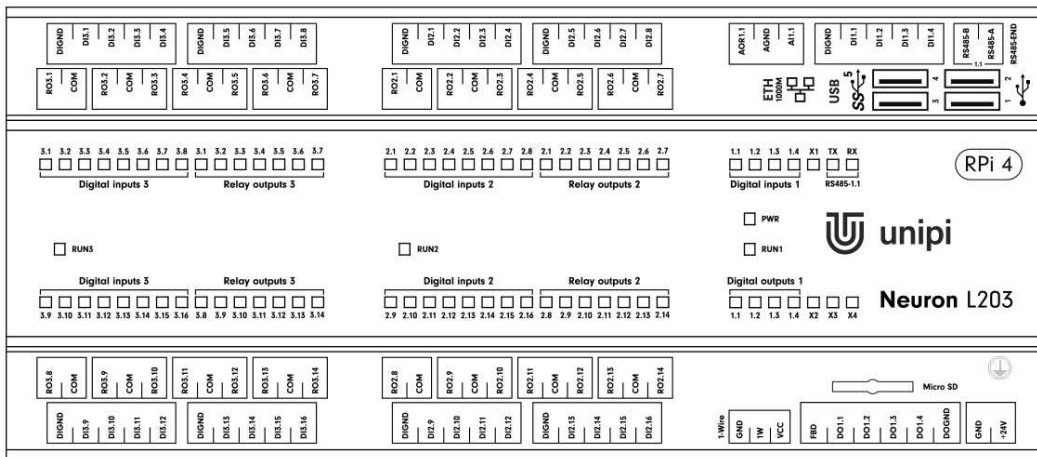 DIGND DI3.1 DI3.2 DI3.3 DI3.4 DIGND DI3.5 DI3.6 DI3.7 DI3.8 DIGND DI2.1 DI2.2 DI2.3 DI2.4 DIGND DI2.5 DI2.6 DI2.7 DI2.8 AOR1.1 AGND AI1.1 DIGND DI1.1 DI1.2 DI1.3 DI1.4 RS485-B RS485-A RS485-END
1.1
RO3.1 COM RO3.2 COM RO3.3 RO3.4 COM RO3.5 RO3.6 COM RO3.7 RO2.1 COM RO2.2 COM RO2.3 RO2.4 COM RO2.5 RO2.6 COM RO2.7 ETH 1000M USB SS 5 4 3 2 1
3.1 3.2 3.3 3.4 3.5 3.6 3.7 3.8 3.1 3.2 3.3 3.4 3.5 3.6 3.7 2.1 2.2 2.3 2.4 2.5 2.6 2.7 2.8 2.1 2.2 2.3 2.4 2.5 2.6 2.7 1.1 1.2 1.3 1.4 X1 TX RX
Digital inputs 3 Relay outputs 3 Digital inputs 2 Relay outputs 2 Digital inputs 1 RS485-1.1
RPi 4
PWR
RUN3 RUN2 RUN1
unipi
Digital inputs 3 Relay outputs 3 Digital inputs 2 Relay outputs 2 Digital outputs 1
Neuron L203
3.9 3.10 3.11 3.12 3.13 3.14 3.15 3.16 3.8 3.9 3.10 3.11 3.12 3.13 3.14 2.9 2.10 2.11 2.12 2.13 2.14 2.15 2.16 2.8 2.9 2.10 2.11 2.12 2.13 2.14 1.1 1.2 1.3 1.4 X2 X3 X4
RO3.8 COM RO3.9 COM RO3.10 RO3.11 COM RO3.12 RO3.13 COM RO3.14 RO2.8 COM RO2.9 COM RO2.10 RO2.11 COM RO2.12 RO2.13 COM RO2.14
Micro SD
DIGND DI3.9 DI3.10 DI3.11 DI3.12 DIGND DI3.13 DI3.14 DI3.15 DI3.16 DIGND DI2.9 DI2.10 DI2.11 DI2.12 DIGND DI2.13 DI2.14 DI2.15 DI2.16 1-Wire GND 1W VCC FBD DO1.1 DO1.2 DO1.3 DO1.4 DOGND GND +24V